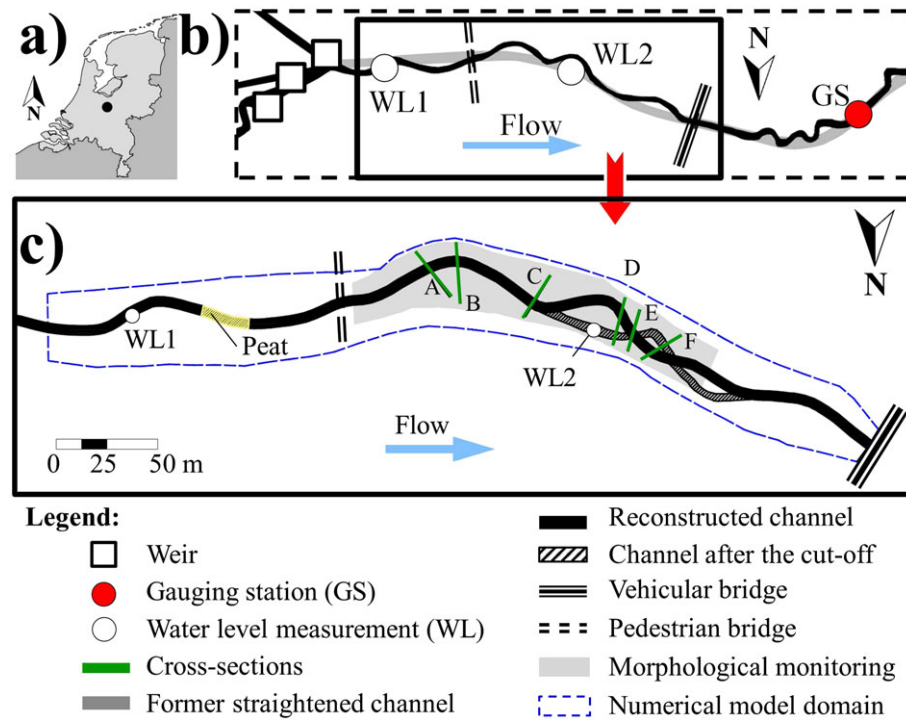 a)
N
b)
WL1
WL2
N
GS
Flow
c)
N
A
B
C
D
E
F
WL1
Peat
WL2
Flow
0 25 50 m
Legend:
Weir
Gauging station (GS)
Water level measurement (WL)
Cross-sections
Former straightened channel
Reconstructed channel
Channel after the cut-off
Vehicular bridge
Pedestrian bridge
Morphological monitoring
Numerical model domain